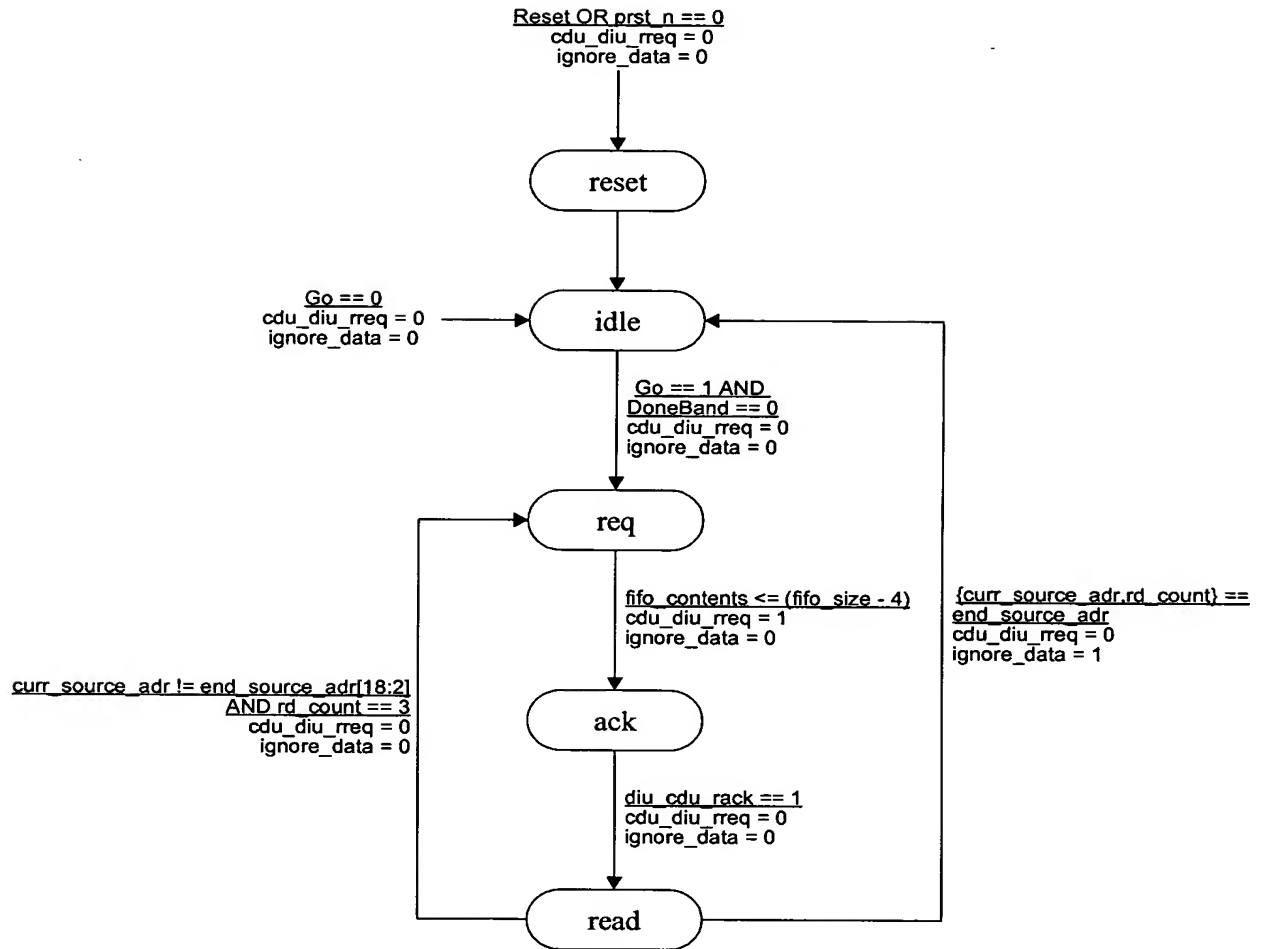 Reset OR prst_n == 0
cdu_diu_rreq = 0
ignore_data = 0
reset
Go == 0
cdu_diu_rreq = 0
ignore_data = 0
idle
Go == 1 AND
DoneBand == 0
cdu_diu_rreq = 0
ignore_data = 0
req
fifo_contents <= (fifo_size - 4)
cdu_diu_rreq = 1
ignore_data = 0
{curr_source_adr,rd_count} ==
end_source_adr
cdu_diu_rreq = 0
ignore_data = 1
curr_source_adr != end_source_adr[18:2]
AND rd_count == 3
cdu_diu_rreq = 0
ignore_data = 0
ack
diu_cdu_rack == 1
cdu_diu_rreq = 0
ignore_data = 0
read